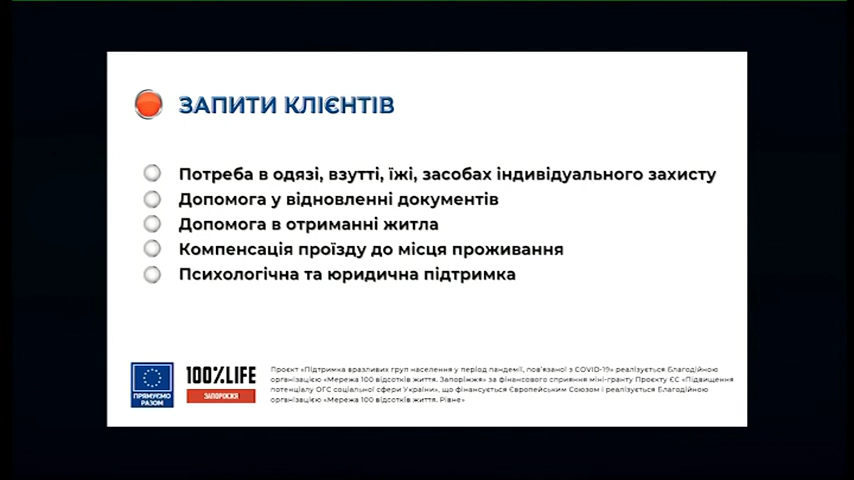 ЗАПИТИ КЛІЄНТІВ
Потреба в одязі, взутті, їжі, засобах індивідуального захисту
Допомога у відновленні документів
Допомога в отриманні житла
Компенсація проїзду до місця проживання
Психологічна та юридична підтримка
ПРЯМУЄМО
РАЗОМ
100%LIFE
ЗАПОРІЖЖЯ
Проєкт «Підтримка вразливих груп населення у період пандемії, пов'язаної з COVID-19» реалізується Благодійною
організацією «Мережа 100 відсотків життя. Запоріжжя» за фінансового сприяння міні-гранту Проєкту ЄС «Підвищення
потенціалу ОГС соціальної сфери України», що фінансується Європейським Союзом і реалізується Благодійною
організацією «Мережа 100 відсотків життя. Рівне»